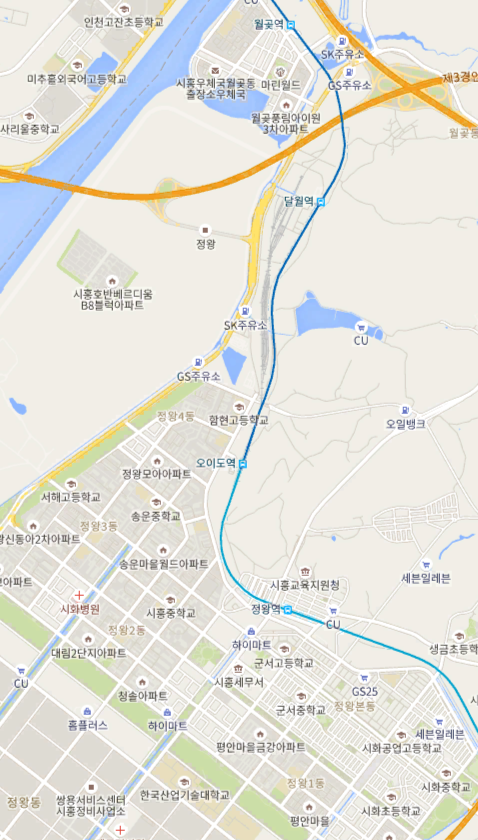 CU
월곶역
인천고잔초등학교
SK주유소
미추홀외국어고등학교
시흥우체국월곶동
출장소우체국
마린월드
GS주유소
제3경인
월곶풍림아이원
3차아파트
사리울중학교
월곶동
달월역
정왕
시흥호반베르디움
B8블럭아파트
SK주유소
CU
GS주유소
정왕4동
함현고등학교
오일뱅크
오이도역
정왕모아아파트
서해고등학교
송운중학교
정왕3동
왕신동아2차아파트
송운마을월드아파트
시흥교육지원청
세븐일레븐
아파트
시화병원
시흥중학교
정왕역
CU
정왕2동
하이마트
대림2단지아파트
군서고등학교
생금초등학
CU
시흥세무서
청솔아파트
GS25
군서중학교
정왕본동
홈플러스
하이마트
세븐일레븐
평안마을금강아파트
시화공업고등학교
정왕1동
시화중학교
정왕동
쌍용서비스센터
시흥정비사업소
한국산업기술대학교
시화초등학교
평안마을